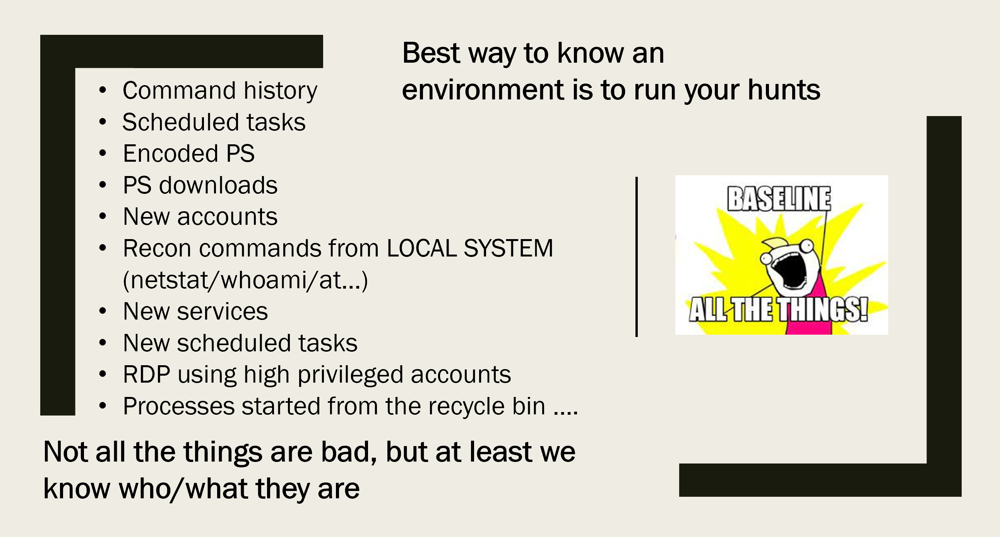 Best way to know an
environment is to run your hunts
• Command history
• Scheduled tasks
• Encoded PS
• PS downloads
• New accounts
• Recon commands from LOCAL SYSTEM
(netstat/whoami/at...)
• New services
• New scheduled tasks
• RDP using high privileged accounts
• Processes started from the recycle bin ....
BASELINE
ALL THE THINGS!
Not all the things are bad, but at least we
know who/what they are